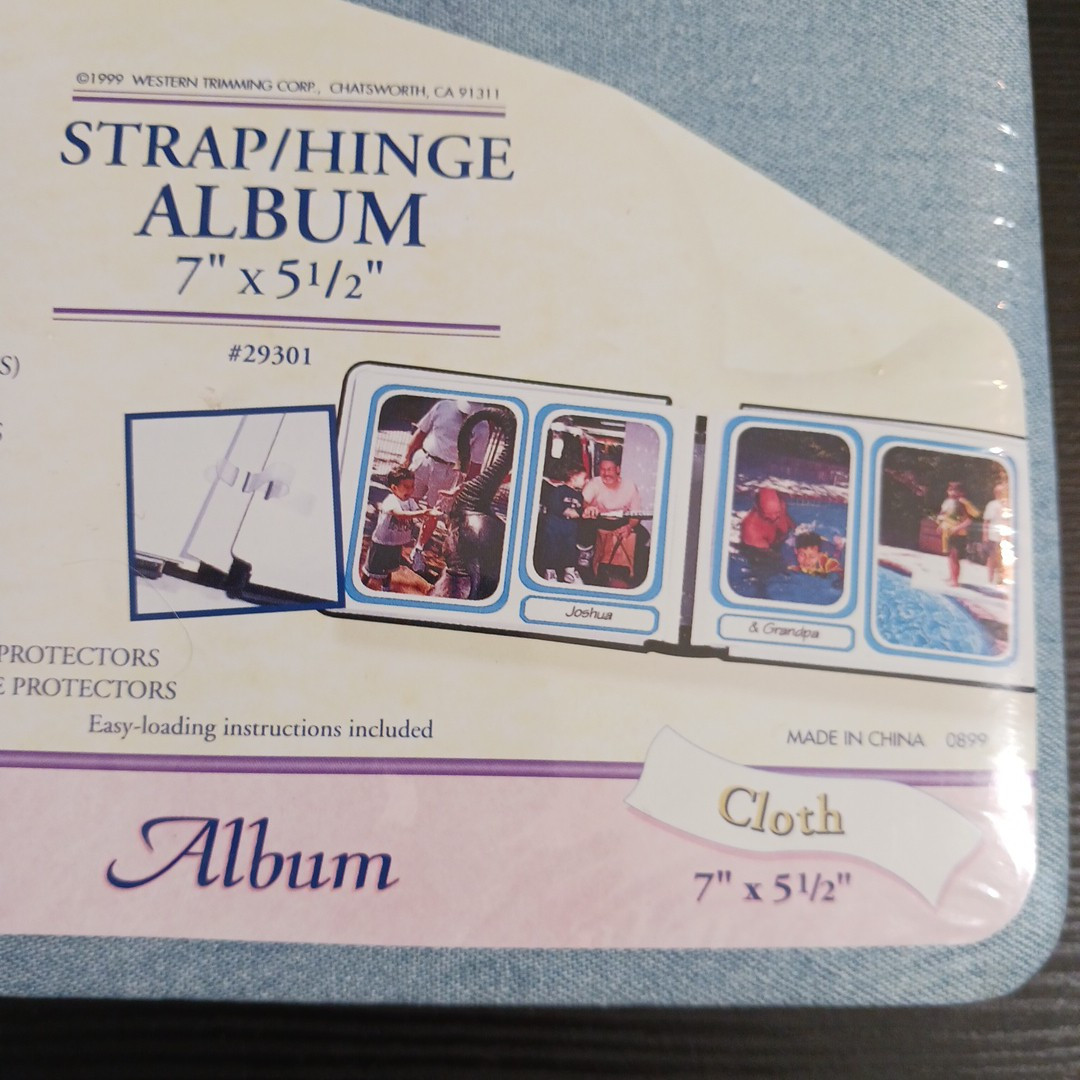 ©1999 WESTERN TRIMMING CORP., CHATSWORTH, CA 91311
STRAP/HINGE
ALBUM
7" x 5 1/2"
#29301
S)
S
Joshua
& Grandpa
PROTECTORS
E PROTECTORS
Easy-loading instructions included
MADE IN CHINA 0899
Album
Cloth
7" x 5 1/2"